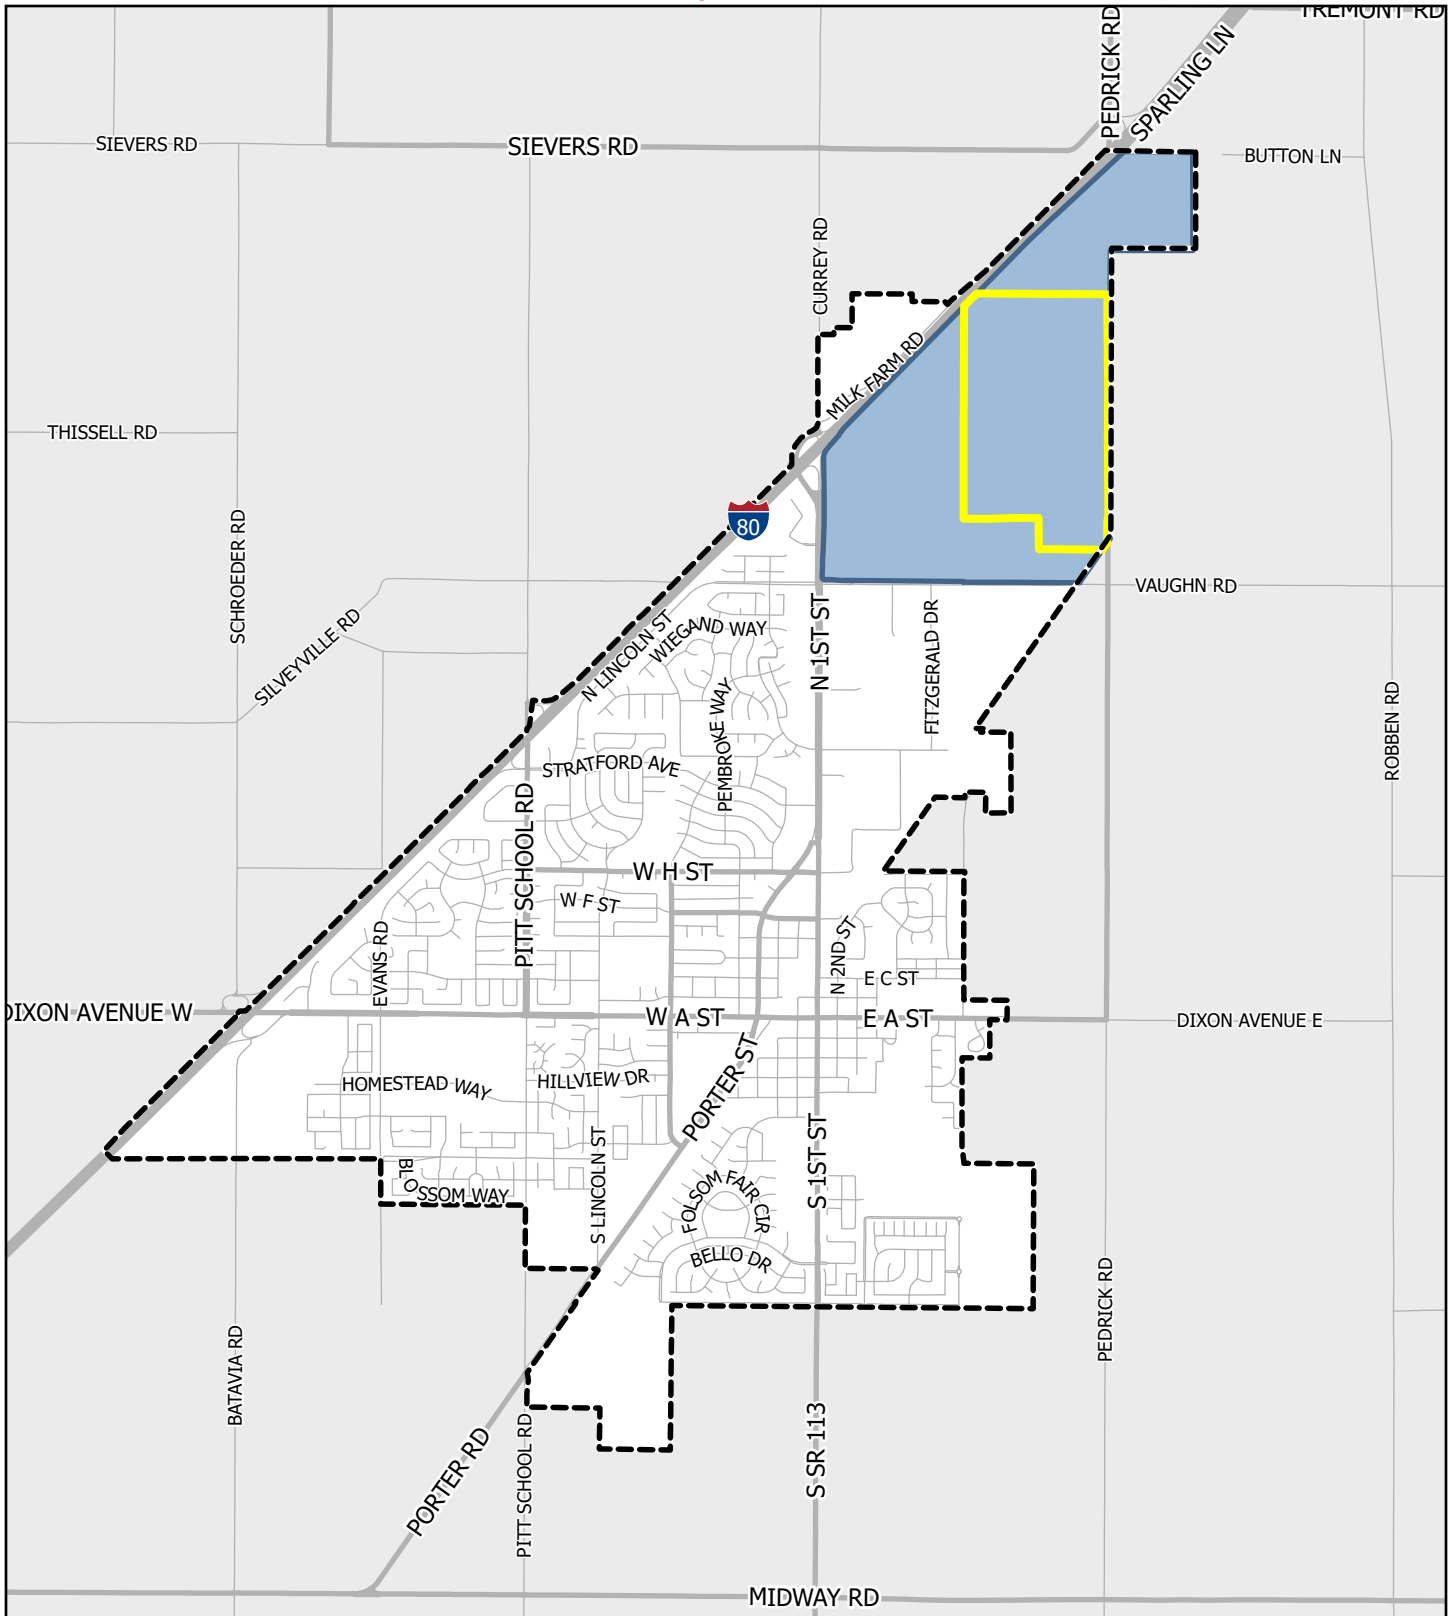 TREMONT RD
PEDRICK RD
SPARLING LN
SIEVERS RD
SIEVERS RD
BUTTON LN
CURREY RD
MILK FARM RD
THISSELL RD
80
SCHROEDER RD
VAUGHN RD
SILVEYVILLE RD
N LINCOLN ST
WIEGAND WAY
N 1ST ST
FITZGERALD DR
PEMBROKE WAY
ROBBEN RD
STRATFORD AVE
PITT SCHOOL RD
W H ST
W F ST
EVANS RD
N 2ND ST
E C ST
DIXON AVENUE W
W A ST
E A ST
DIXON AVENUE E
HOMESTEAD WAY
HILLVIEW DR
PORTER ST
S LINCOLN ST
S 1ST ST
BLOSSOM WAY
FOLSOM FAIR CIR
BELLO DR
PEDRICK RD
BATAVIA RD
PORTER RD
PITT SCHOOL RD
S SR 113
MIDWAY RD